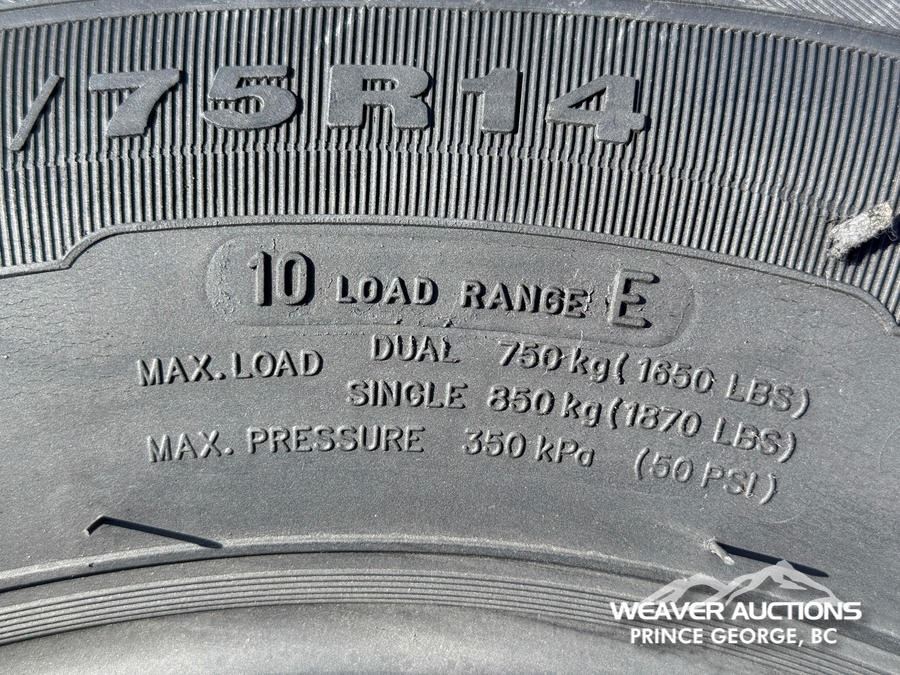 /75R14
10 LOAD RANGE E
MAX. LOAD DUAL 750 kg (1650 LBS)
SINGLE 850 kg (1870 LBS)
MAX. PRESSURE 350 kPa (50 PSI)
WEAVER AUCTIONS
PRINCE GEORGE, BC